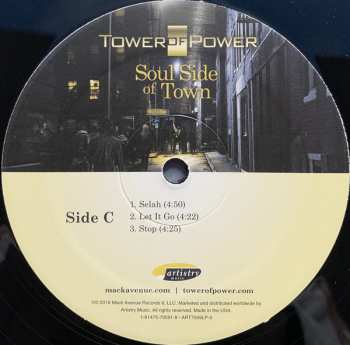 TOWER OF POWER
Soul Side
of Town
Side C
1. Selah (4:50)
2. Let It Go (4:22)
3. Stop (4:25)
artistry
music
mackavenue.com | towerofpower.com
Mack Avenue Records II, LLC. Marketed and distributed worldwide by
Artistry Music. All rights reserved. Made in the USA.